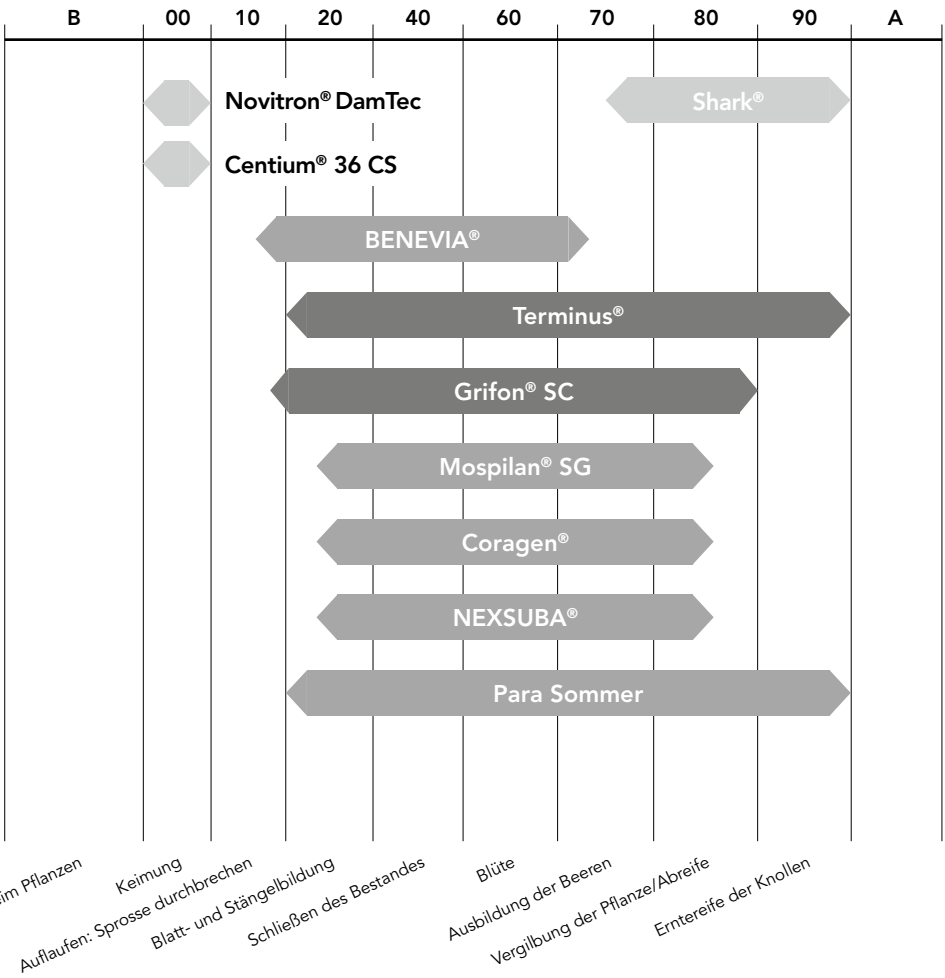 B 00 10 20 40 60 70 80 90 A
Novitron® DamTec
Shark®
Centium® 36 CS
BENEVIA®
Terminus®
Grifon® SC
Mospilan® SG
Coragen®
NEXSUBA®
Para Sommer
Pflanzen
Keimung
Auflaufen: Sprosse durchbrechen
Blatt- und Stängelbildung
Schließen des Bestandes
Blüte
Ausbildung der Beeren
Vergilbung der Pflanze/Abreife
Erntereife der Knollen